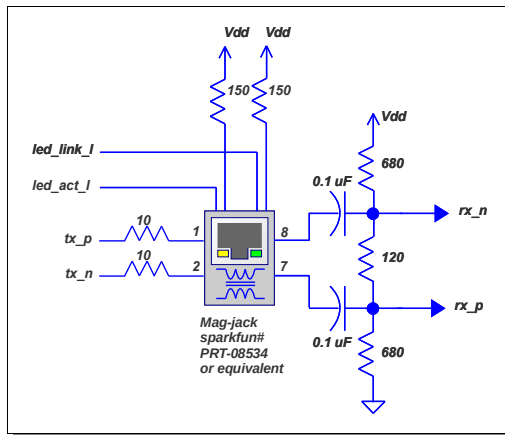 Vdd
Vdd
150
150
Vdd
led_link_l
680
0.1 uF
led_act_l
rx_n
10
tx_p
1
8
120
10
tx_n
2
7
rx_p
0.1 uF
680
Mag-jack
sparkfun#
PRT-08534
or equivalent